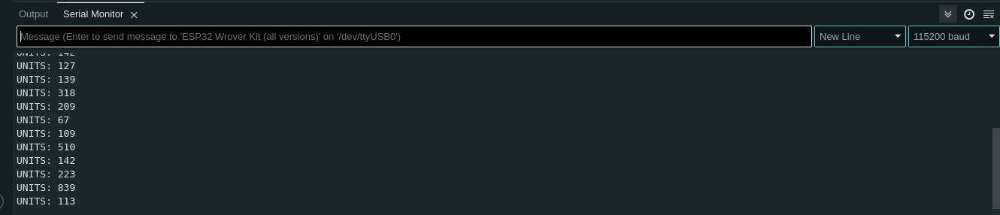 Output
Serial Monitor
Message (Enter to send message to 'ESP32 Wrover Kit (all versions)' on '/dev/ttyUSB0')
New Line
115200 baud
UNITS: 142
UNITS: 127
UNITS: 139
UNITS: 318
UNITS: 209
UNITS: 67
UNITS: 109
UNITS: 510
UNITS: 142
UNITS: 223
UNITS: 839
UNITS: 113